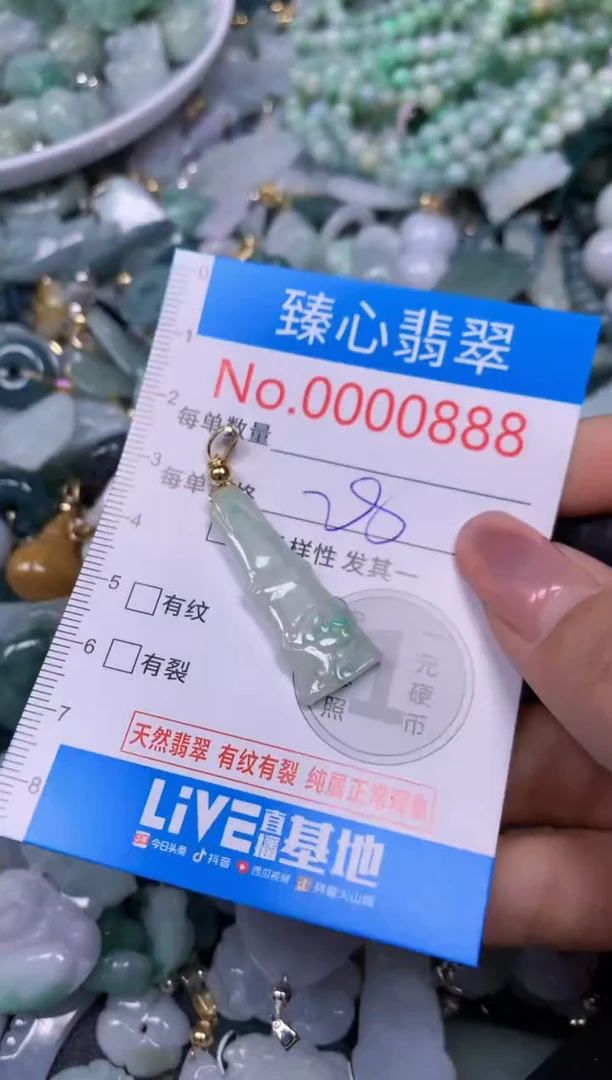 0
臻心翡翠
1
No.0000888
2
每单数量
3
每单 格
28
4
样性 发其一
5
有纹
一元硬币
6
有裂
照
7
天然翡翠 有纹有裂 纯属正常现象
8
LiVE直播基地
今日头条 抖音 西瓜视频 抖音火山版